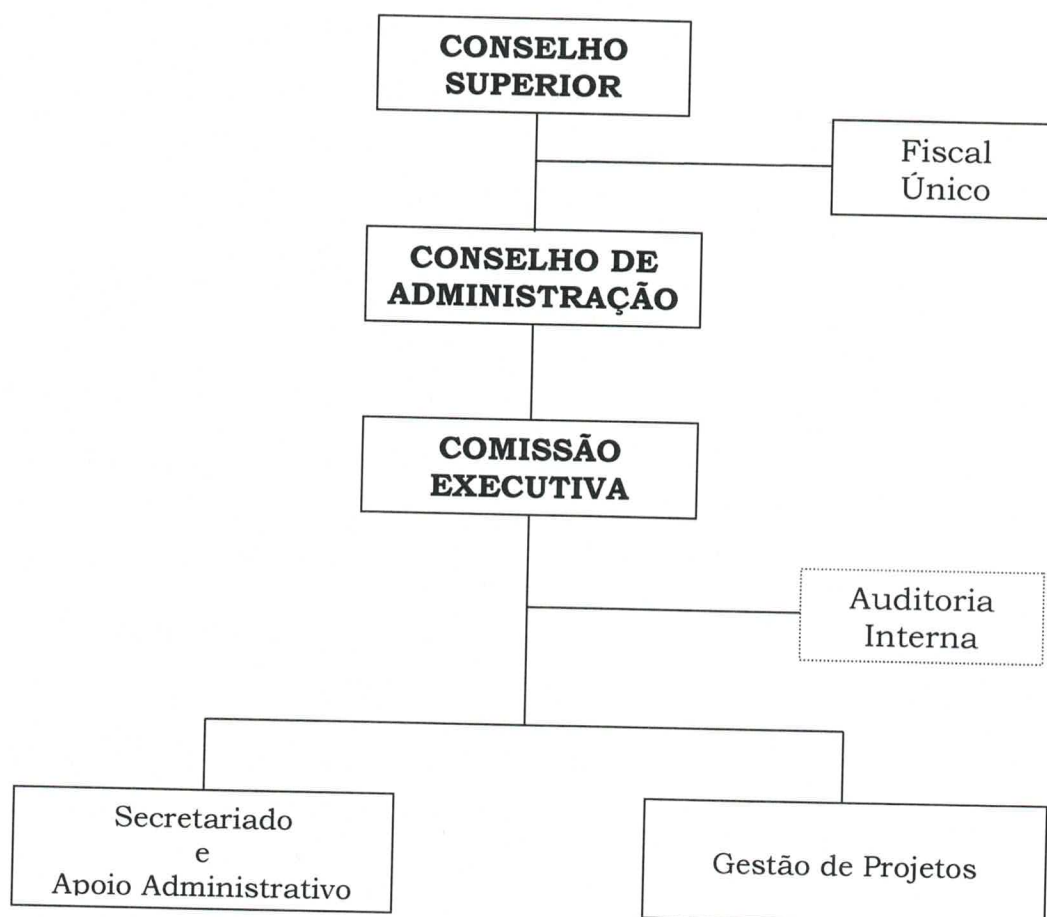 CONSELHO
SUPERIOR
Fiscal
Único
CONSELHO DE
ADMINISTRAÇÃO
COMISSÃO
EXECUTIVA
Auditoria
Interna
Secretariado
e
Apoio Administrativo
Gestão de Projetos